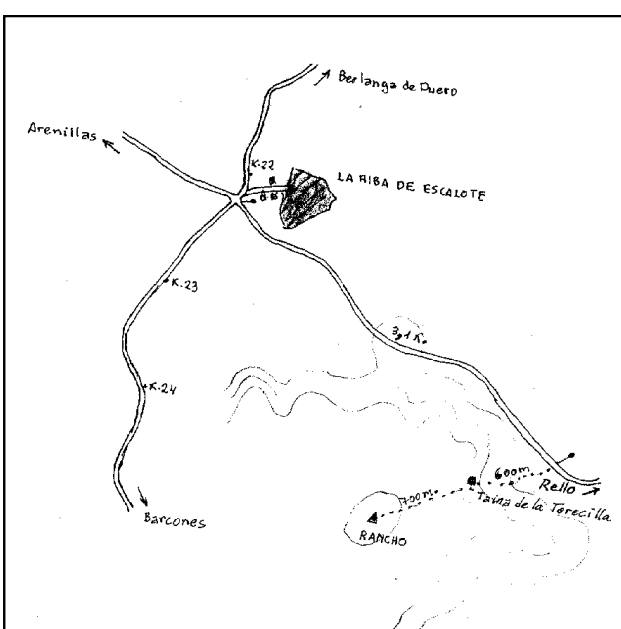 Berlanga de Duero
Arenillas
K.22
LA RIBA DE ESCALOTE
K.23
3,1 K.
K.24
600m.
700m.
Rello
Taina de la Torecilla
RANCHO
Barcones